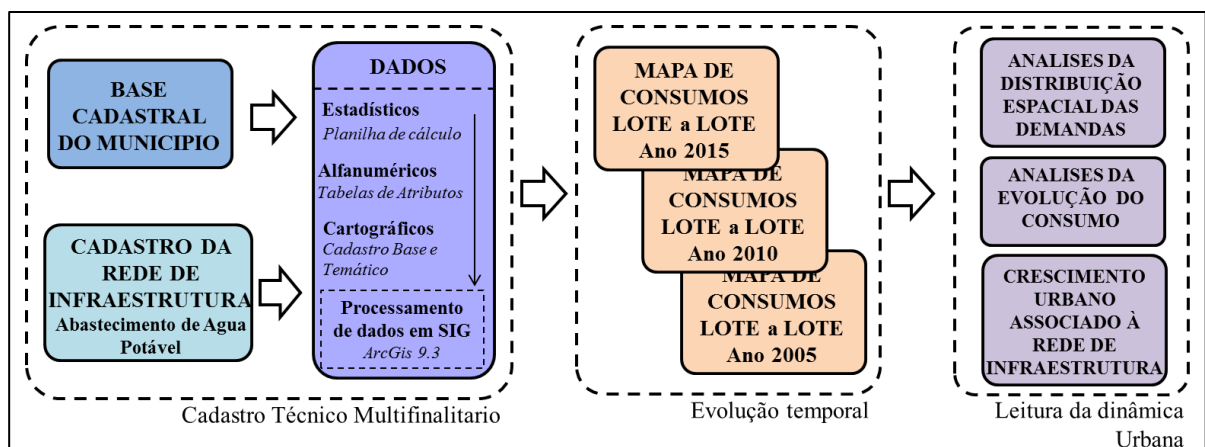 BASE
CADASTRAL
DO MUNICIPIO
CADASTRO DA
REDE DE
INFRAESTRUTURA
Abastecimento de Agua
Potável
DADOS
Estadísticos
Planilha de cálculo
Alfanuméricos
Tabelas de Atributos
Cartográficos
Cadastro Base e
Temático
Processamento
de dados em SIG
ArcGis 9.3
Cadastro Técnico Multifinalitario
MAPA DE
CONSUMOS
LOTE a LOTE
Ano 2015
MAPA DE
CONSUMOS
LOTE a LOTE
Ano 2010
MAPA DE
CONSUMOS
LOTE a LOTE
Ano 2005
Evolução temporal
ANALISES DA
DISTRIBUIÇÃO
ESPACIAL DAS
DEMANDAS
ANALISES DA
EVOLUÇÃO DO
CONSUMO
CRESCIMENTO
URBANO
ASSOCIADO À
REDE DE
INFRAESTRUTURA
Leitura da dinâmica
Urbana